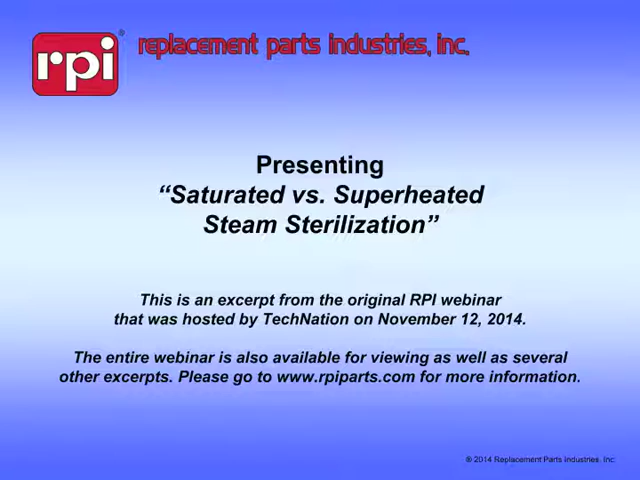 rpi®
replacement parts industries, inc.
Presenting
“Saturated vs. Superheated
Steam Sterilization”
This is an excerpt from the original RPI webinar
that was hosted by TechNation on November 12, 2014.
The entire webinar is also available for viewing as well as several
other excerpts. Please go to www.rpiparts.com for more information.
® 2014 Replacement Parts Industries, Inc.